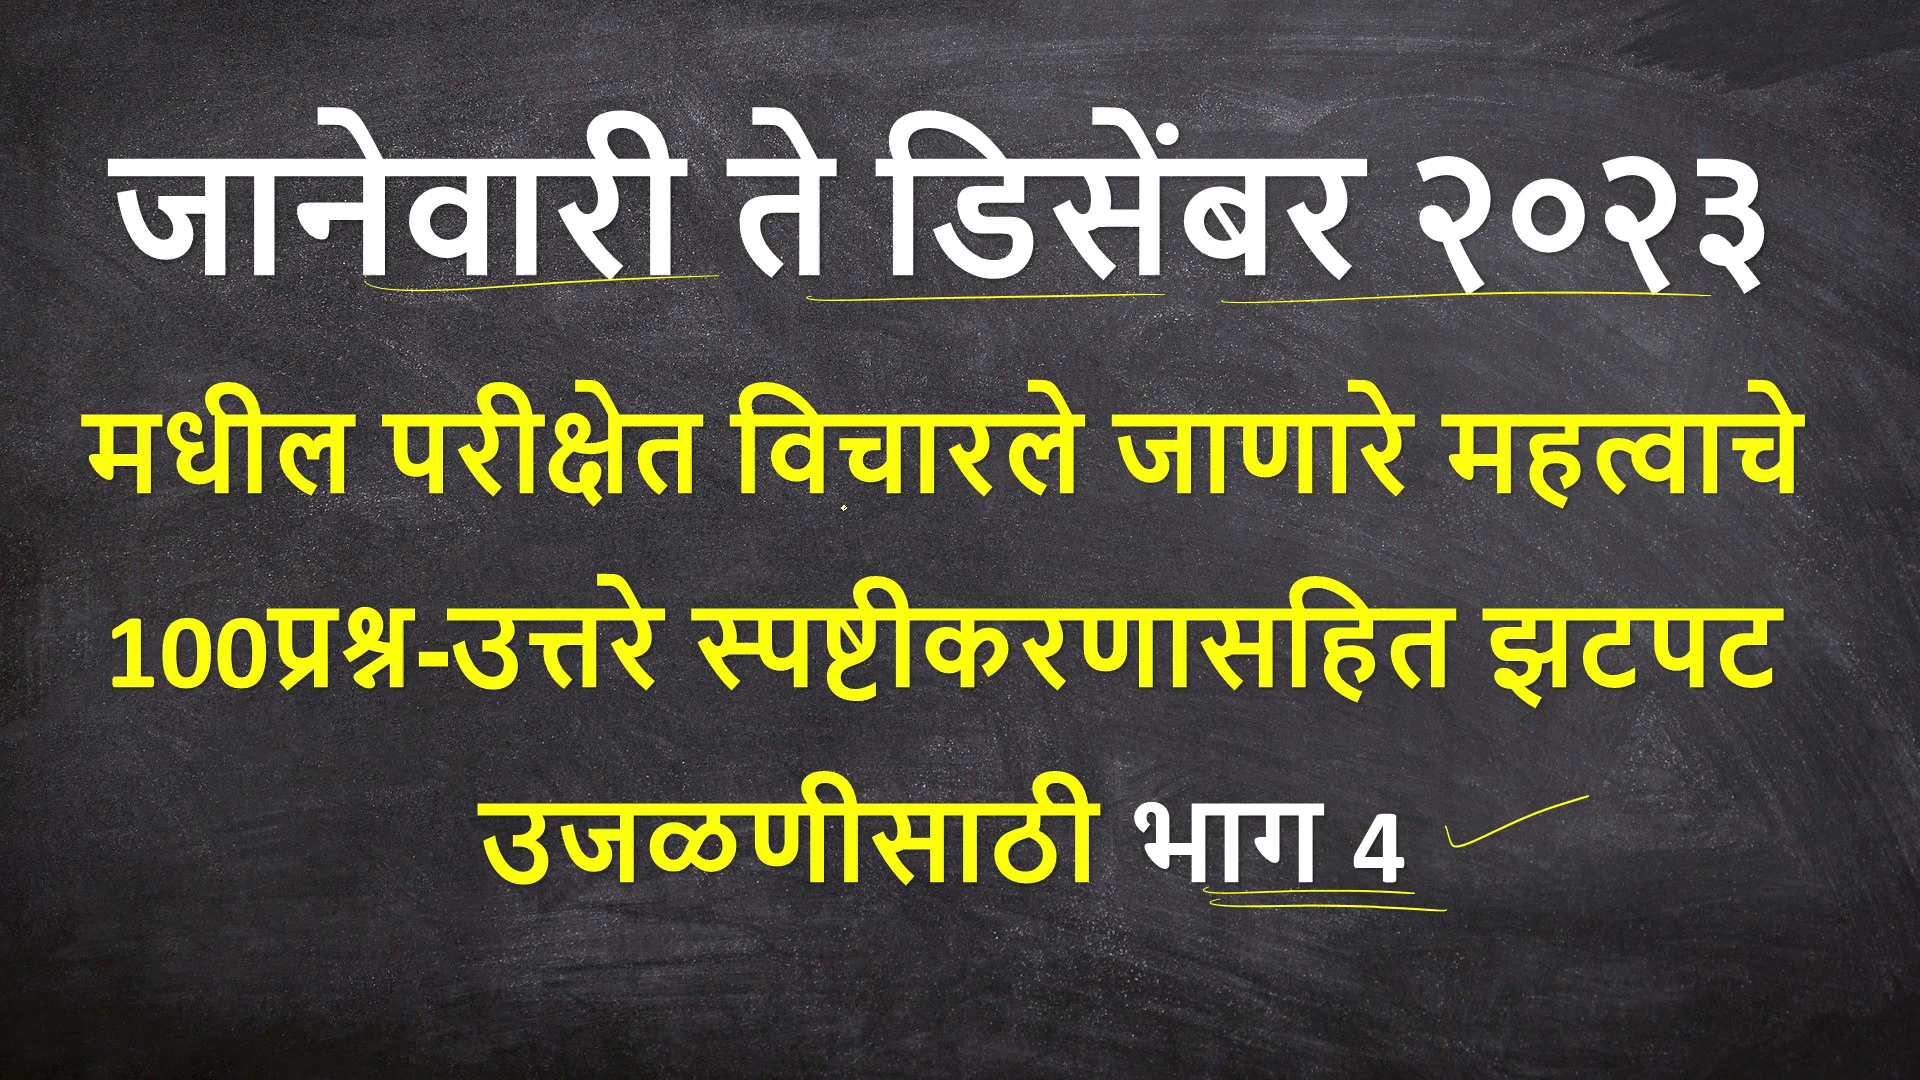 जानेवारी ते डिसेंबर २०२३
मधील परीक्षेत विचारले जाणारे महत्वाचे
100प्रश्न-उत्तरे स्पष्टीकरणासहित झटपट
उजळणीसाठी भाग 4